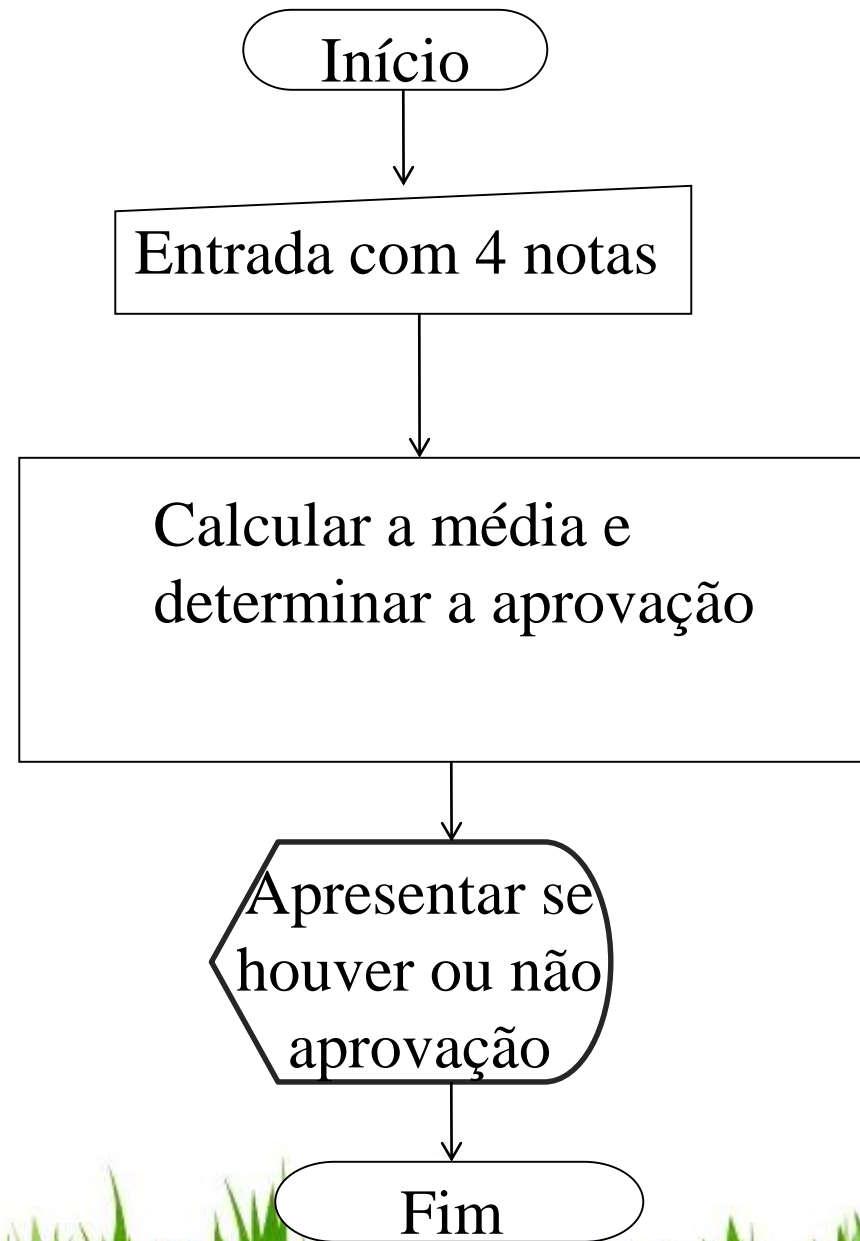 Início
Entrada com 4 notas
Calcular a média e
determinar a aprovação
Apresentar se
houver ou não
aprovação
Fim